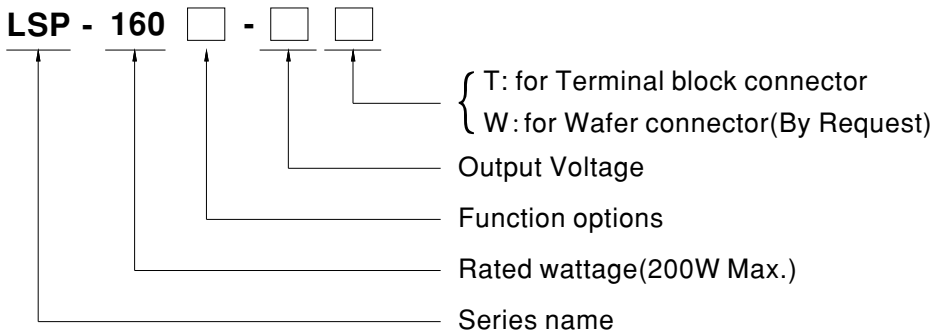 LSP - 160 □ - □ □
T: for Terminal block connector
W: for Wafer connector(By Request)
Output Voltage
Function options
Rated wattage(200W Max.)
Series name